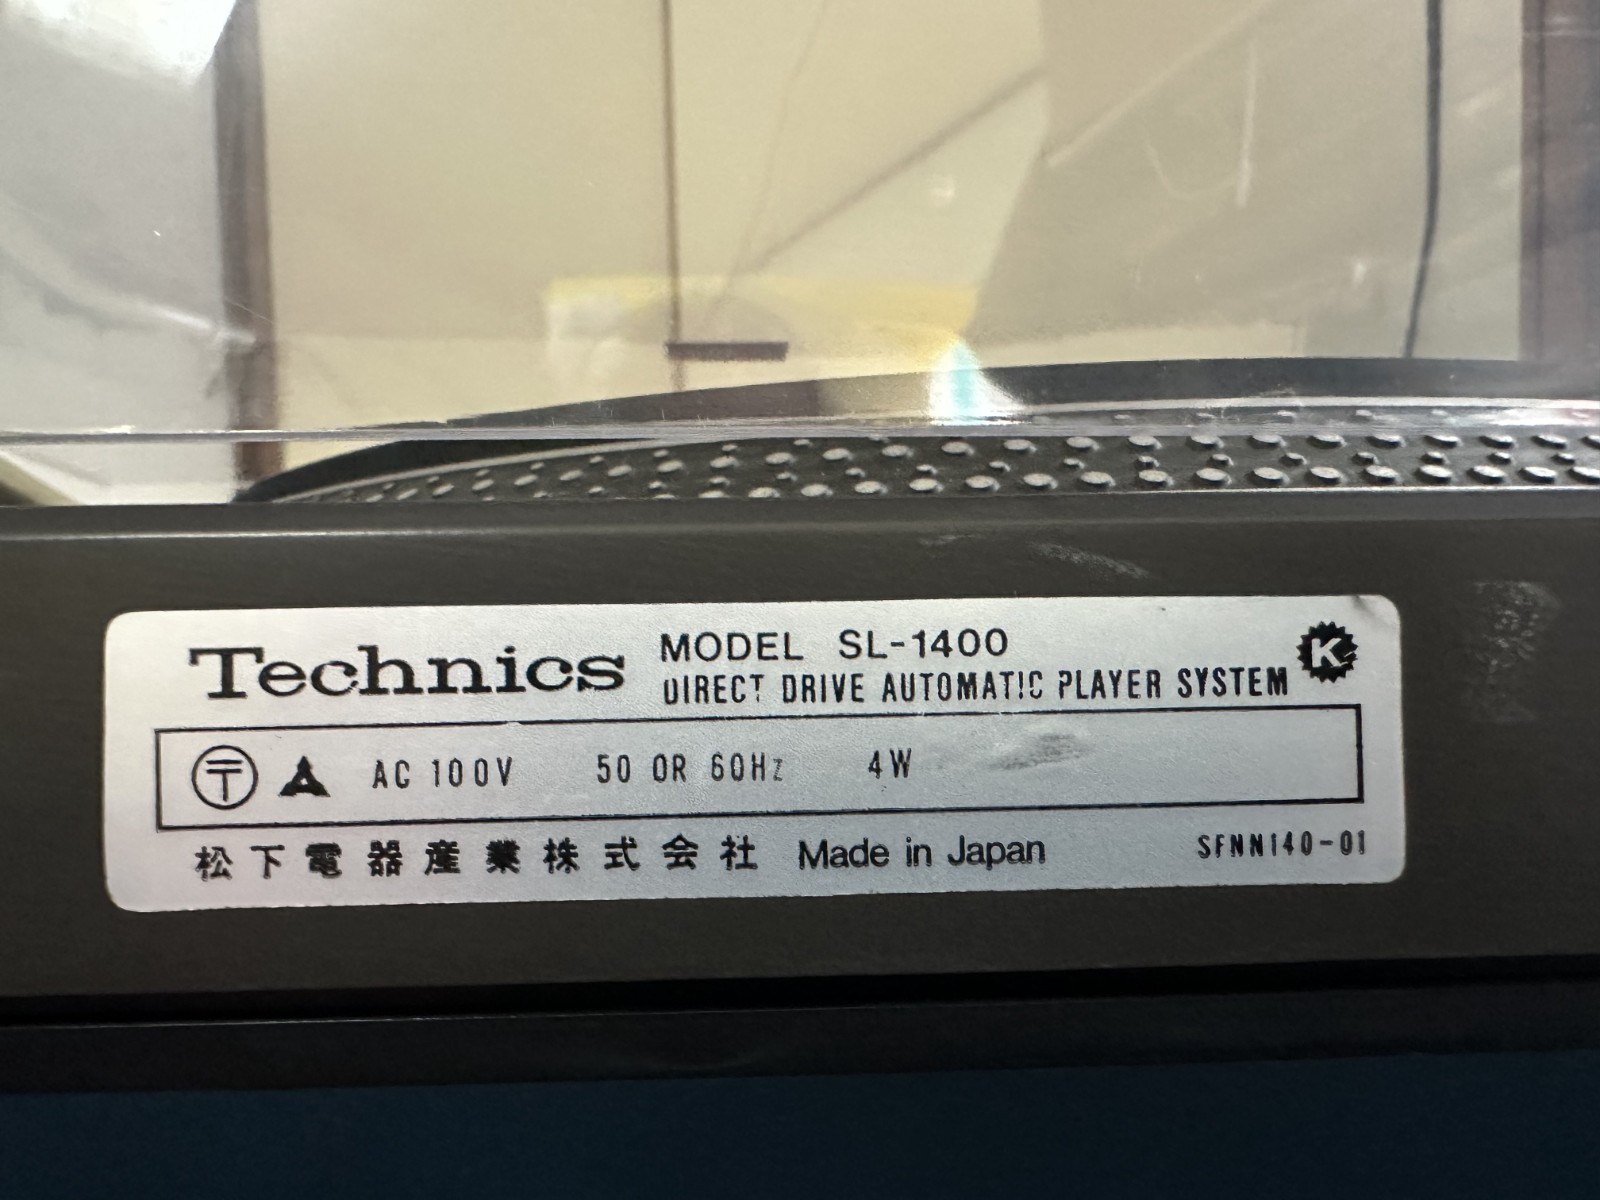 Technics MODEL SL-1400
DIRECT DRIVE AUTOMATIC PLAYER SYSTEM
K
〒 A AC 100V 50 OR 60Hz 4W
松下電器産業株式会社 Made in Japan SFNN140-01